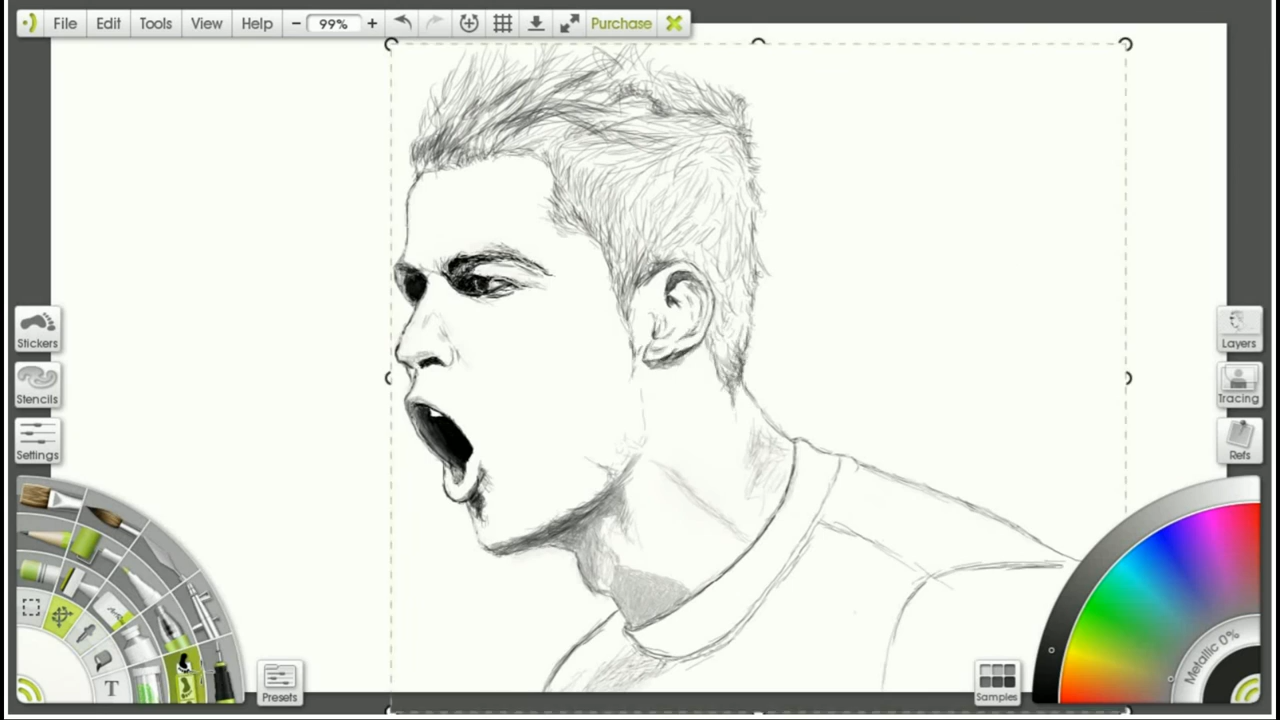 File Edit Tools View Help 99% Purchase
Stickers
Layers
Stencils
Tracing
Settings
Refs
Metallic 0%
T
Presets
Samples